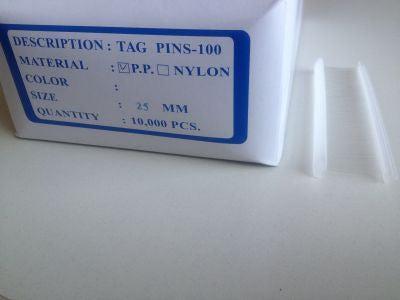 DESCRIPTION : TAG PINS-100
MATERIAL : ☑P.P. ☐ NYLON
COLOR :
SIZE : 25 MM
QUANTITY : 10,000 PCS.